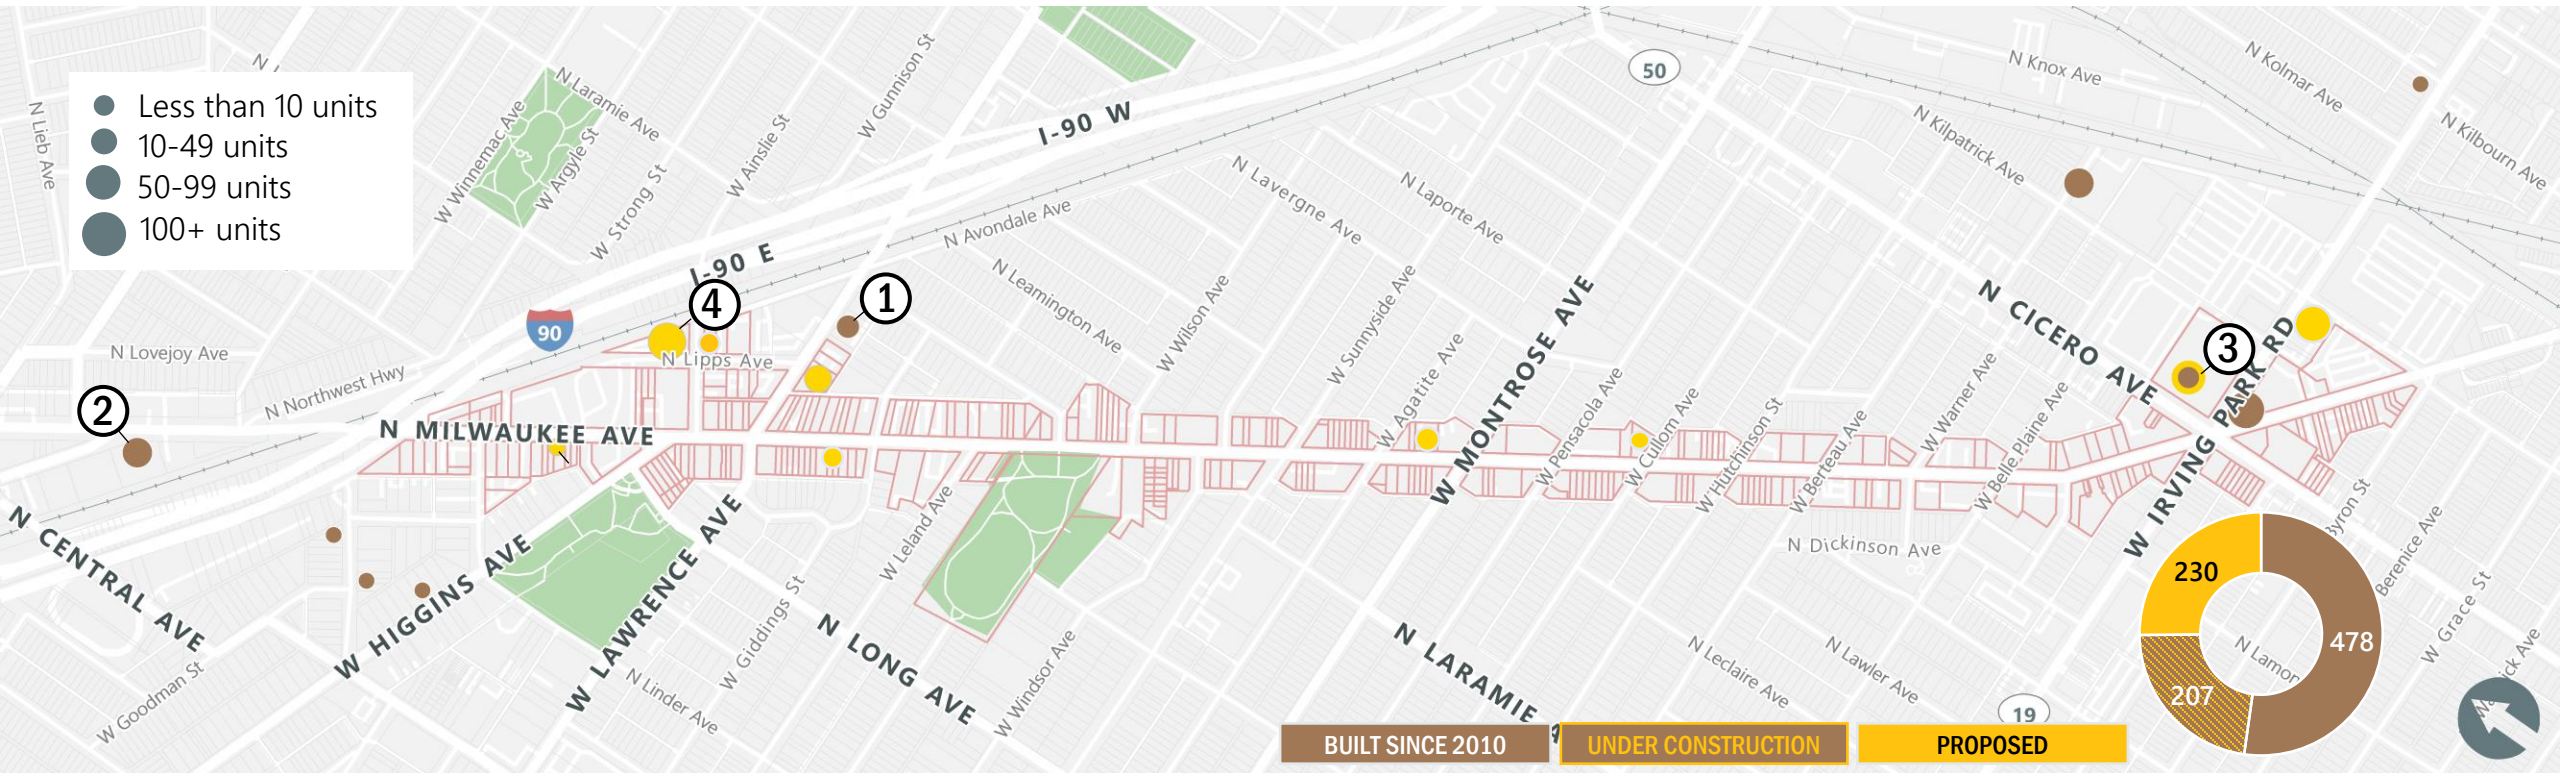 Less than 10 units
10-49 units
50-99 units
100+ units
N Lieb Ave
W Winnemac Ave
N Laramie Ave
W Argyle St
W Strong St
W Ainslie St
W Gunnison St
I-90 W
I-90 E
90
50
N Knox Ave
N Kolmar Ave
N Kilbourn Ave
N Kilpatrick Ave
N Lavergne Ave
N Laporte Ave
N Avondale Ave
N Leamington Ave
W Wilson Ave
W Sunnyside Ave
W Agatite Ave
W MONTROSE AVE
W Pensacola Ave
W Cullom Ave
W Hutchinson St
W Berteau Ave
W Warner Ave
W Belle Plaine Ave
N CICERO AVE
W IRVING PARK RD
4
1
3
2
N Lovejoy Ave
N Northwest Hwy
N Lipps Ave
N MILWAUKEE AVE
N CENTRAL AVE
W HIGGINS AVE
W LAWRENCE AVE
W Leland Ave
W Giddings St
N LONG AVE
W Windsor Ave
N Linder Ave
W Goodman St
N LARAMIE
N Leclaire Ave
N Lawler Ave
N Dickinson Ave
19
Byron St
Berenice Ave
W Grace St
N Lamon
230
478
207
BUILT SINCE 2010
UNDER CONSTRUCTION
PROPOSED